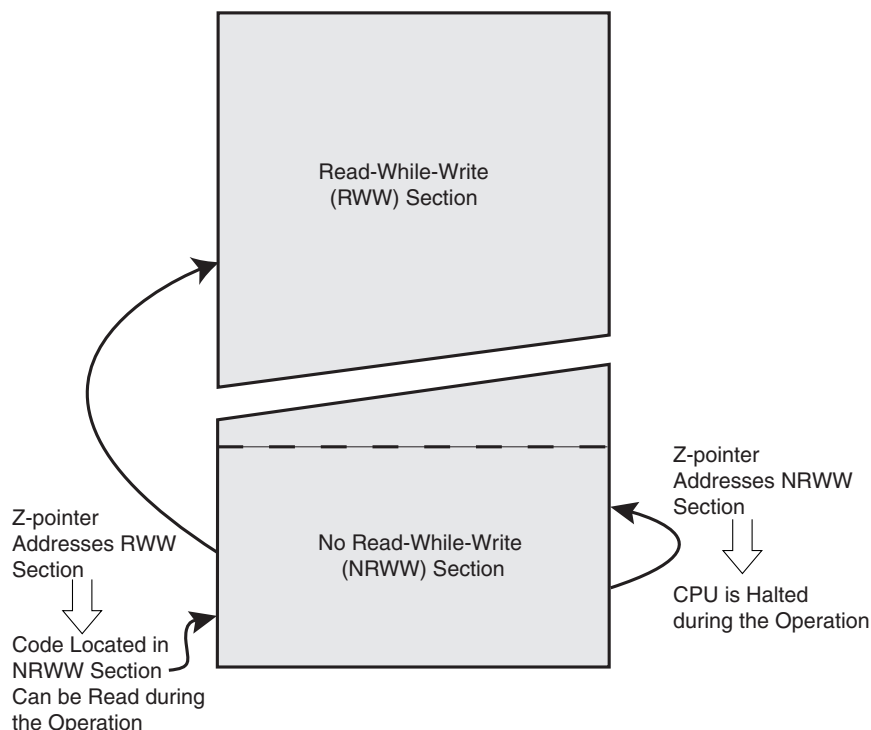 Read-While-Write
(RWW) Section
Z-pointer
Addresses NRWW
Section
Z-pointer
Addresses RWW
Section
No Read-While-Write
(NRWW) Section
CPU is Halted
during the Operation
Code Located in
NRWW Section
Can be Read during
the Operation